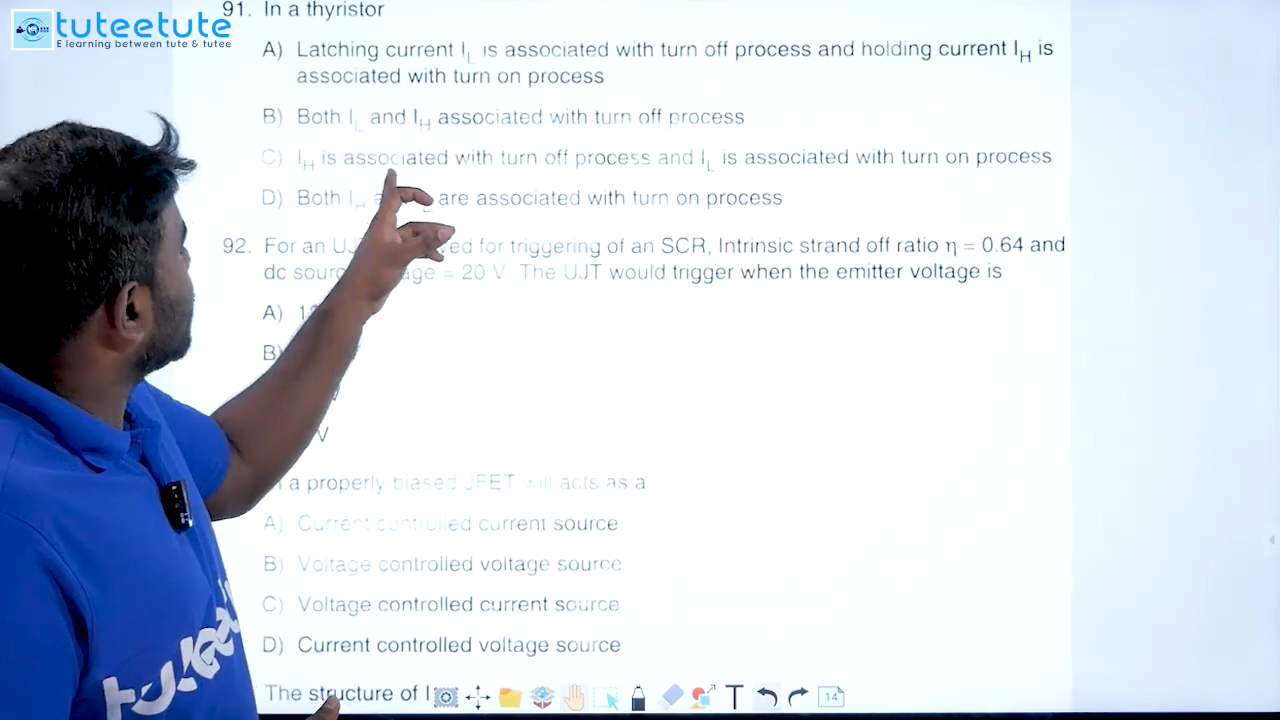 tuteetute
E learning between tute & tutee
91. In a thyristor
A) Latching current I_L is associated with turn off process and holding current I_H is
associated with turn on process
B) Both I_L and I_H associated with turn off process
C) I_H is associated with turn off process and I_L is associated with turn on process
D) Both I_H are associated with turn on process
92. For an for triggering of an SCR, Intrinsic strand off ratio η = 0.64 and
dc = 20 V. The UJT would trigger when the emitter voltage is
A)
B)
V
a properly biased JFET will acts as a
A) Current controlled current source
B) Voltage controlled voltage source
C) Voltage controlled current source
D) Current controlled voltage source
The structure of
T
14